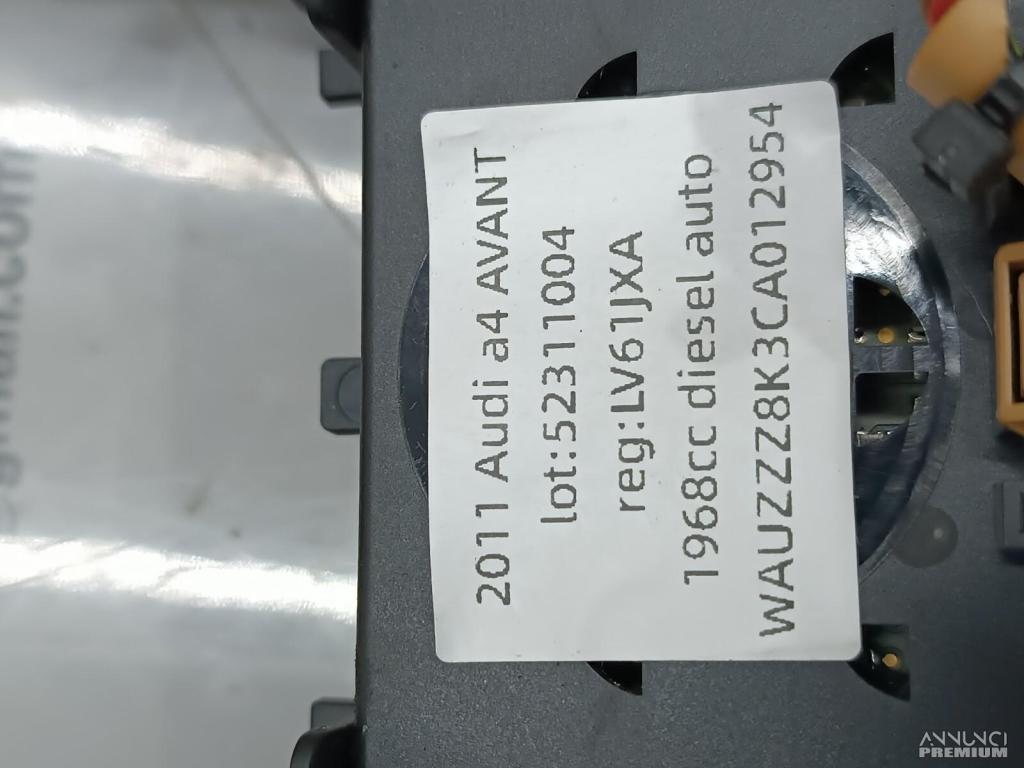 2011 Audi a4 AVANT
lot:52311004
reg:LV61JXA
1968cc diesel auto
WAUZZZ8K3CA012954
ANNUNCI
PREMIUM